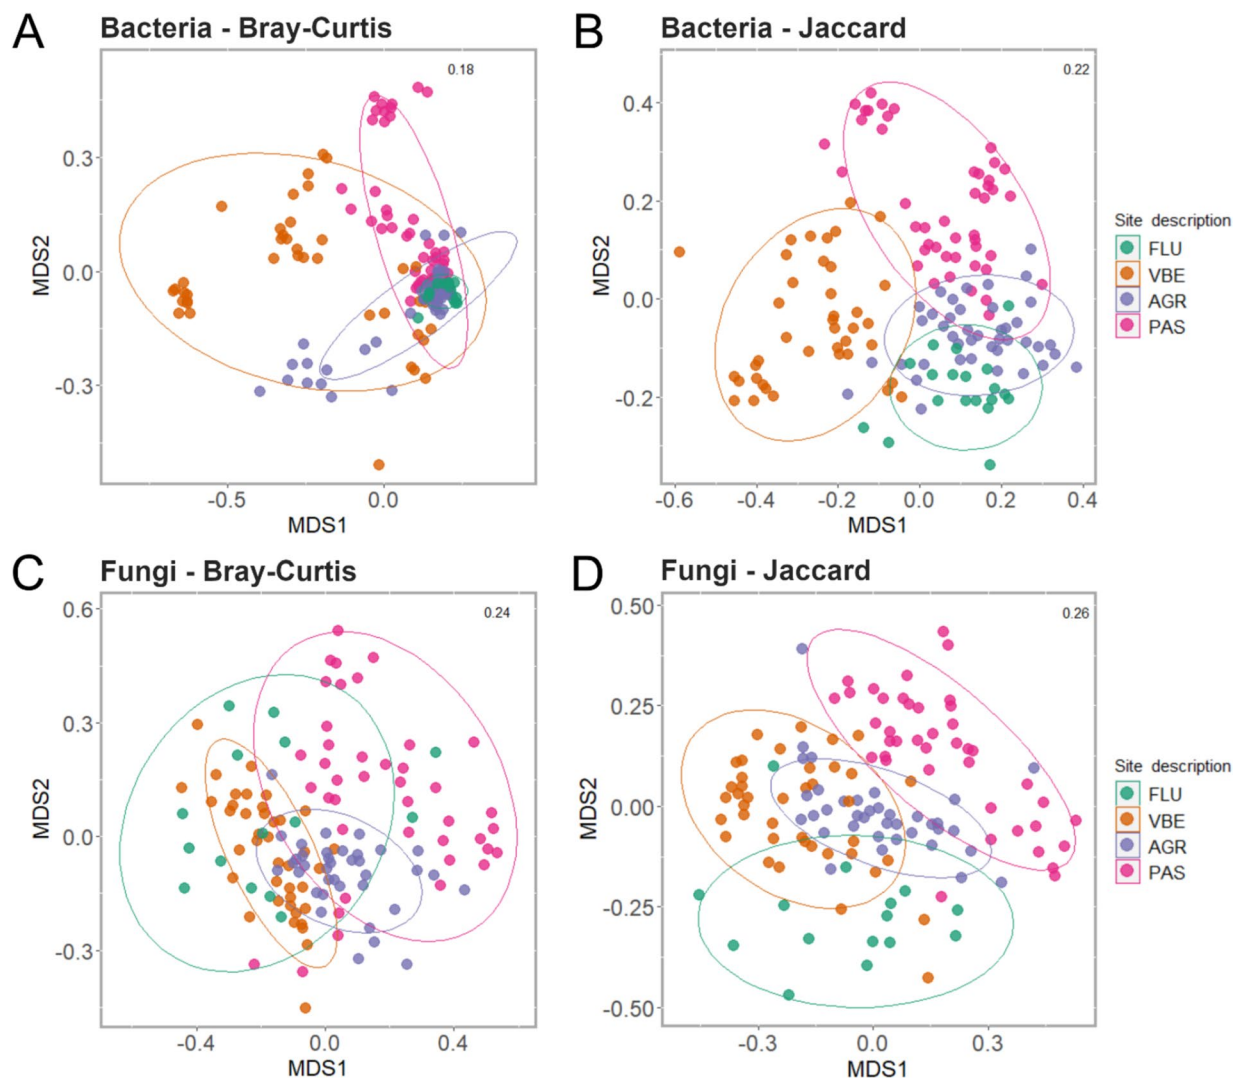 A Bacteria - Bray-Curtis
0.18
0.3
0.0
-0.3
MDS2
-0.5 0.0
MDS1
B Bacteria - Jaccard
0.22
0.4
0.2
0.0
-0.2
MDS2
-0.6 -0.4 -0.2 0.0 0.2 0.4
MDS1
Site description
FLU
VBE
AGR
PAS
C Fungi - Bray-Curtis
0.24
0.6
0.3
0.0
-0.3
MDS2
-0.4 0.0 0.4
MDS1
D Fungi - Jaccard
0.26
0.50
0.25
0.00
-0.25
-0.50
MDS2
-0.3 0.0 0.3
MDS1
Site description
FLU
VBE
AGR
PAS